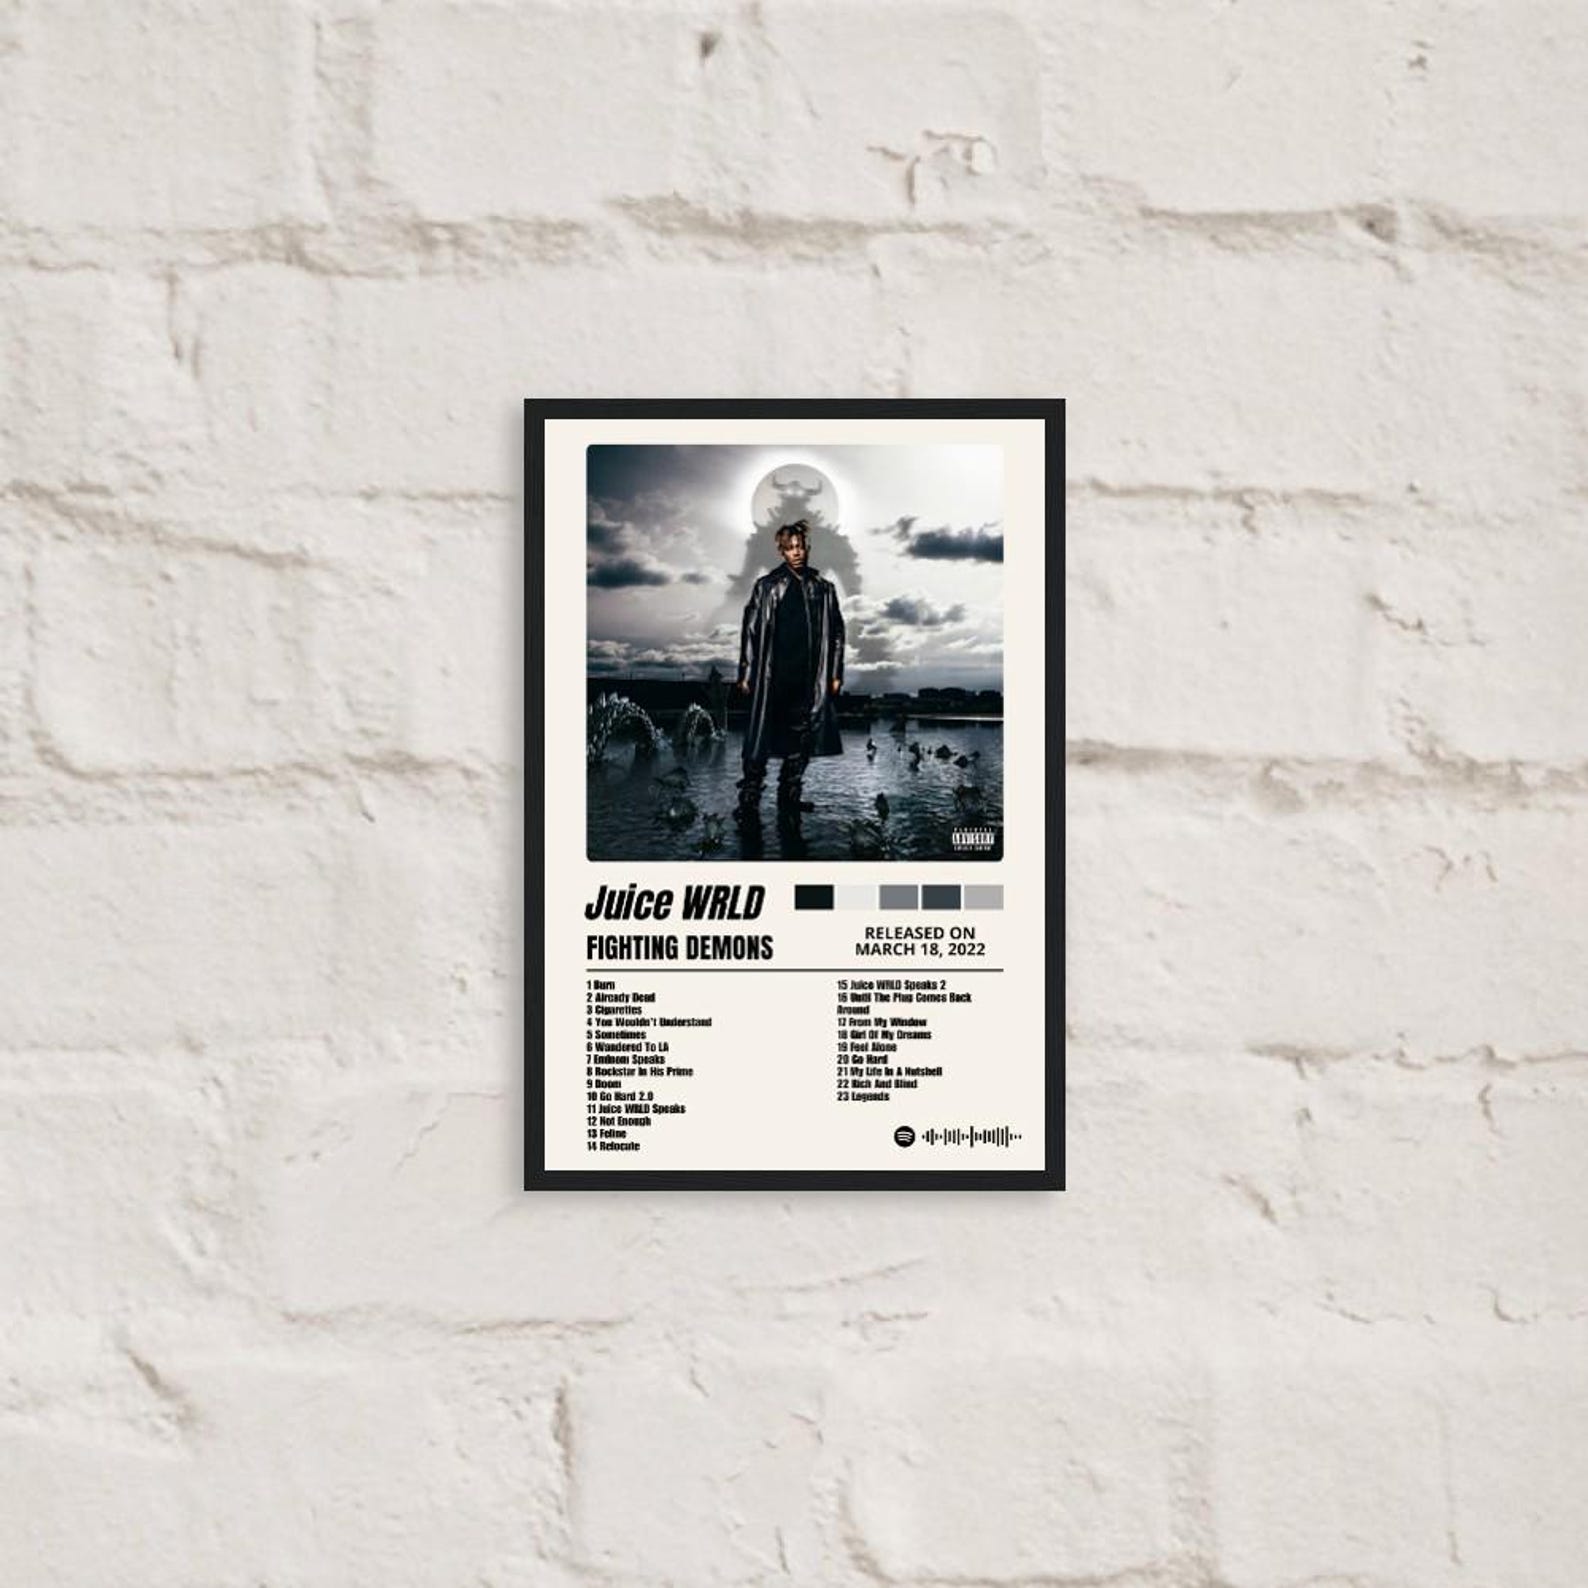 PARENTAL
ADVISORY
EXPLICIT CONTENT
Juice WRLD
FIGHTING DEMONS
RELEASED ON
MARCH 18, 2022
1 Burn
2 Already Dead
3 Cigarettes
4 You Wouldn't Understand
5 Sometimes
6 Wandered To LA
7 Eminem Speaks
8 Rockstar In His Prime
9 Doom
10 Go Hard 2.0
11 Juice WRLD Speaks
12 Not Enough
13 Feline
14 Relocate
15 Juice WRLD Speaks 2
16 Until The Plug Comes Back
Around
17 From My Window
18 Girl Of My Dreams
19 Feel Alone
20 Go Hard
21 My Life In A Nutshell
22 Rich And Blind
23 Legends